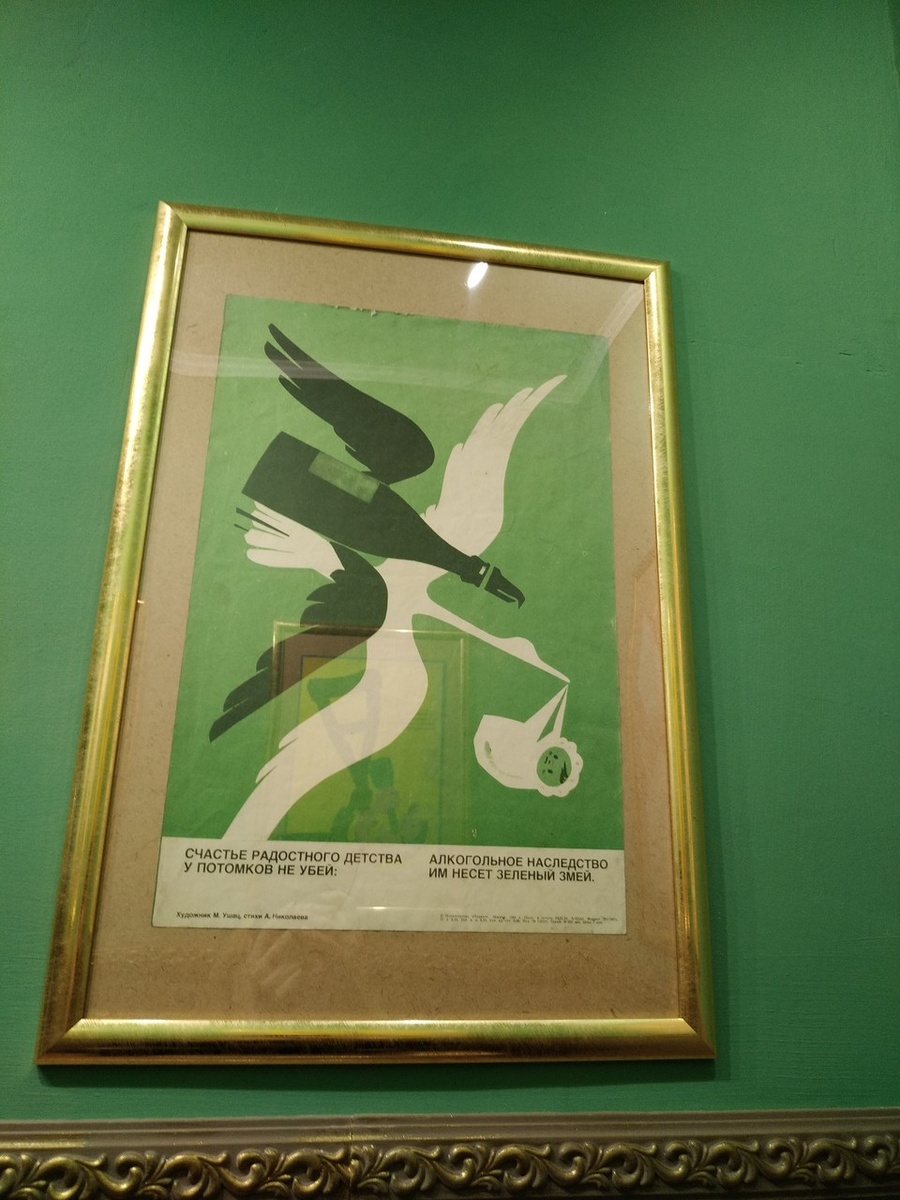 СЧАСТЬЕ РАДОСТНОГО ДЕТСТВА
У ПОТОМКОВ НЕ УБЕЙ:
АЛКОГОЛЬНОЕ НАСЛЕДСТВО
ИМ НЕСЕТ ЗЕЛЕНЫЙ ЗМЕЙ.
Художник М. Ушац, стихи А. Николаева